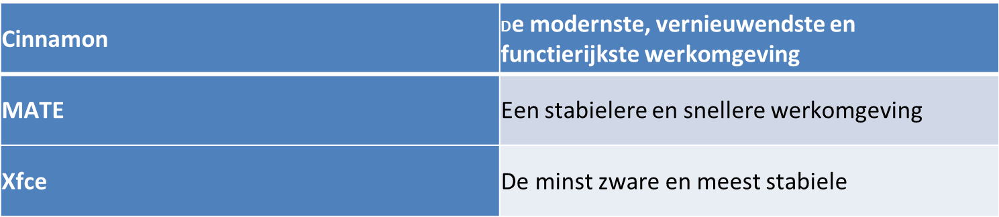 Cinnamon
De modernste, vernieuwendste en
functierijkste werkomgeving
MATE
Een stabielere en snellere werkomgeving
Xfce
De minst zware en meest stabiele